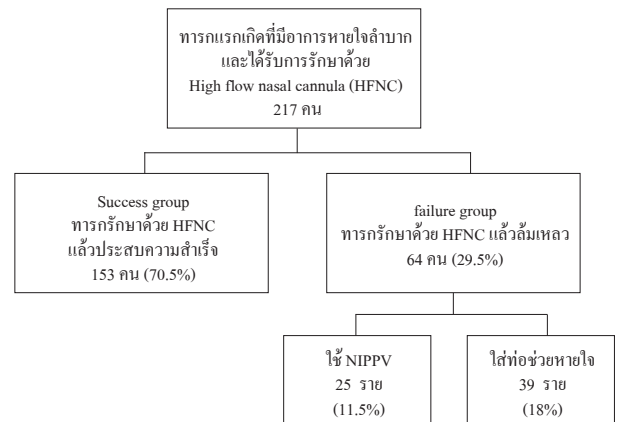 ทารกแรกเกิดที่มีอาการหายใจลำบาก
และได้รับการรักษาด้วย
High flow nasal cannula (HFNC)
217 คน
Success group
ทารกรักษาด้วย HFNC
แล้วประสบความสำเร็จ
153 คน (70.5%)
failure group
ทารกรักษาด้วย HFNC แล้วล้มเหลว
64 คน (29.5%)
ใช้ NIPPV
25 ราย
(11.5%)
ใส่ท่อช่วยหายใจ
39 ราย
(18%)